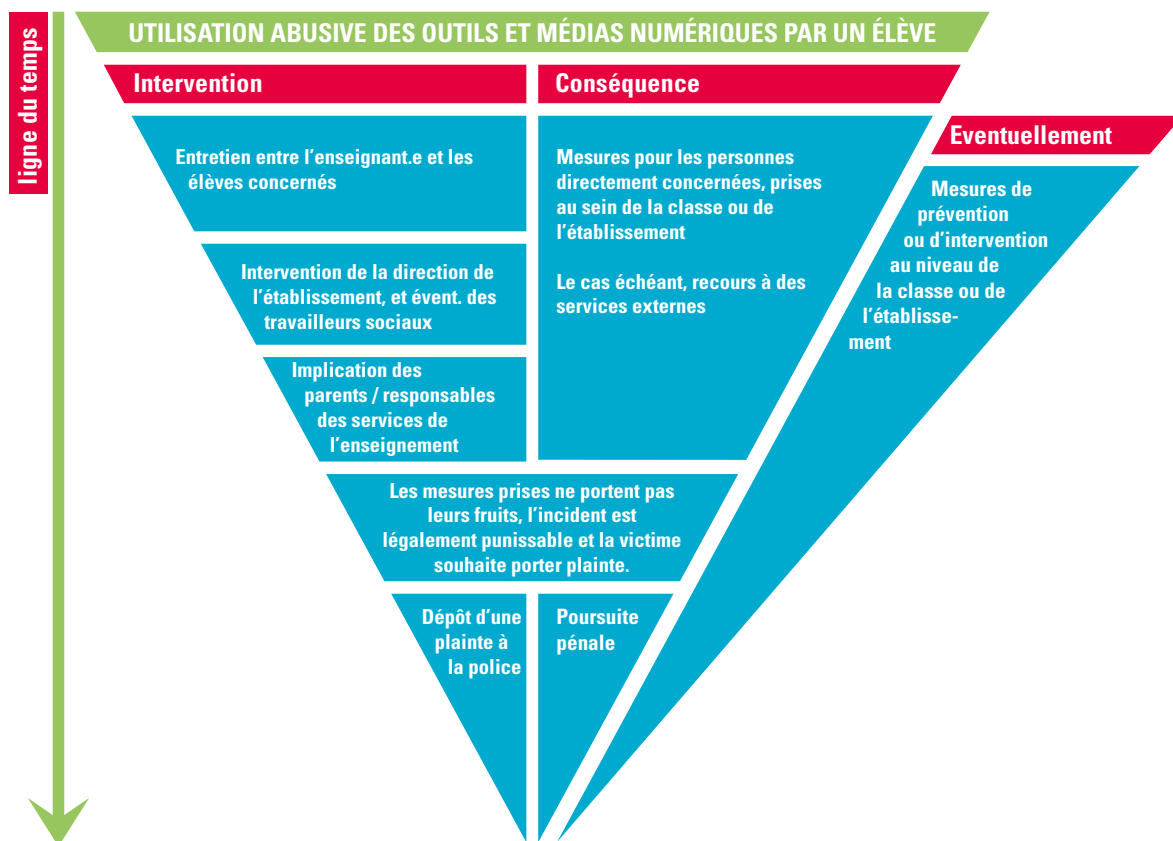 ligne du temps
UTILISATION ABUSIVE DES OUTILS ET MÉDIAS NUMÉRIQUES PAR UN ÉLÈVE
Intervention
Entretien entre l’enseignant.e et les
élèves concernés
Intervention de la direction de
l’établissement, et évent. des
travailleurs sociaux
Implication des
parents / responsables
des services de
l’enseignement
Conséquence
Mesures pour les personnes
directement concernées, prises
au sein de la classe ou de
l’établissement
Le cas échéant, recours à des
services externes
Les mesures prises ne portent pas
leurs fruits, l’incident est
légalement punissable et la victime
souhaite porter plainte.
Dépôt d’une
plainte à
la police
Poursuite
pénale
Eventuellement
Mesures de
prévention
ou d’intervention
au niveau de
la classe ou de
l’établisse-
ment